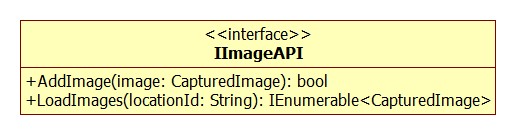 <<interface>>
IImageAPI
+AddImage(image: CapturedImage): bool
+LoadImages(locationId: String): IEnumerable<CapturedImage>